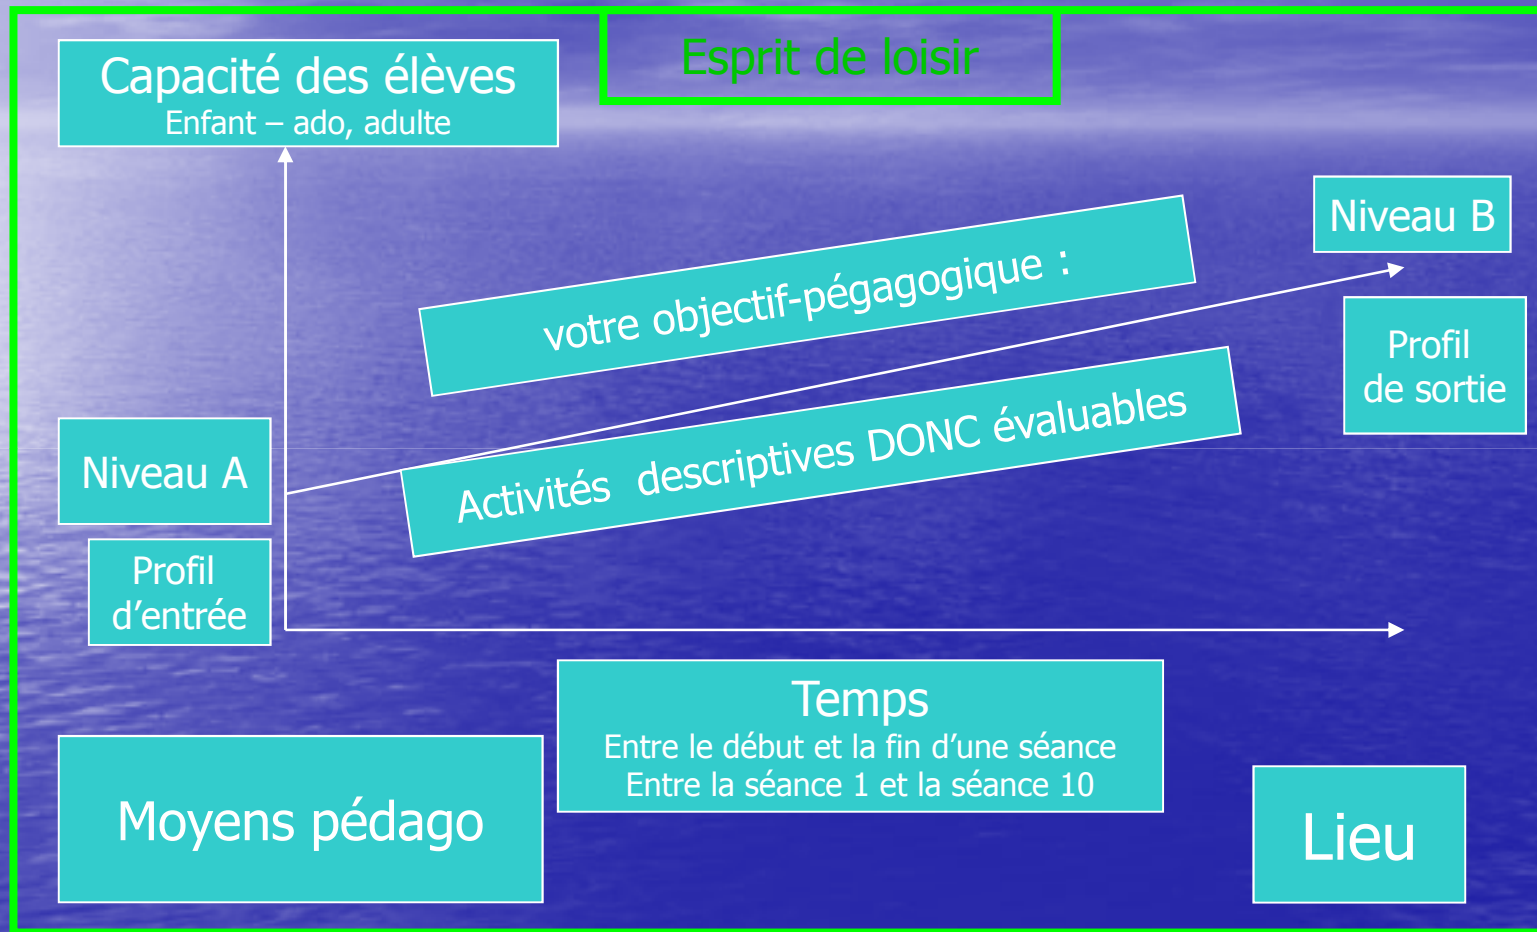 Esprit de loisir
Capacité des élèves
Enfant – ado, adulte
Niveau B
votre objectif-pégagogique :
Profil
de sortie
Activités descriptives DONC évaluables
Niveau A
Profil
d’entrée
Temps
Entre le début et la fin d’une séance
Entre la séance 1 et la séance 10
Moyens pédago
Lieu